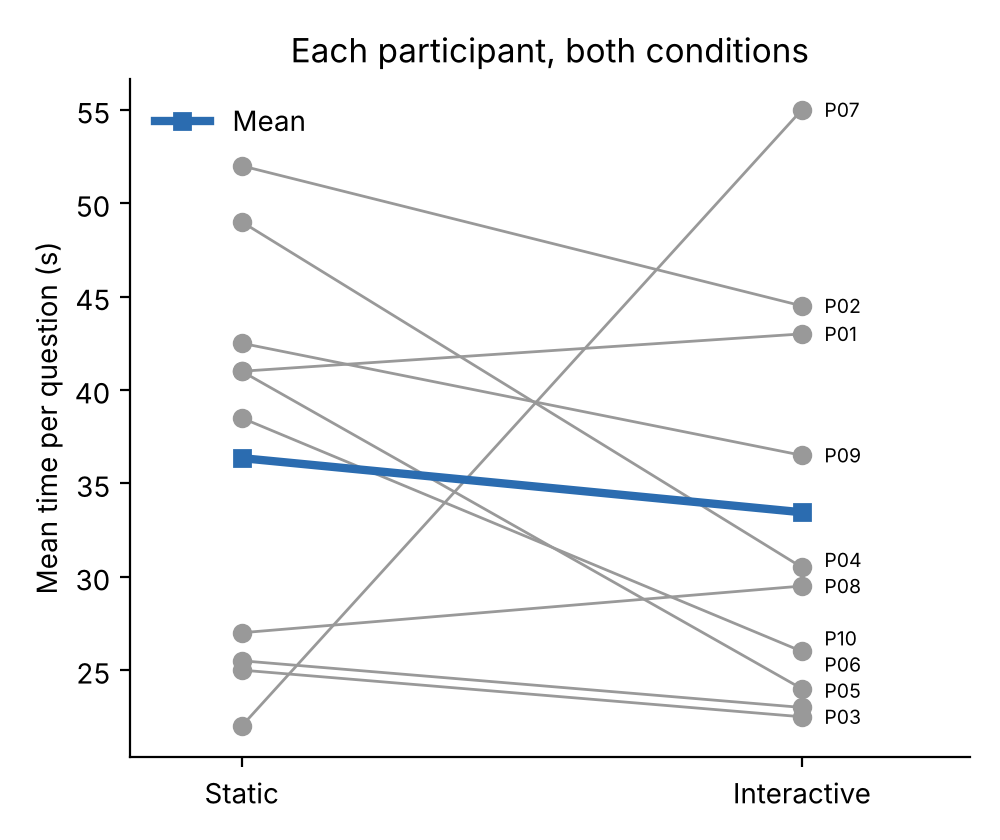 Each participant, both conditions
Mean
Mean time per question (s)
55
50
45
40
35
30
25
P07
P02
P01
P09
P04
P08
P10
P06
P05
P03
Static
Interactive